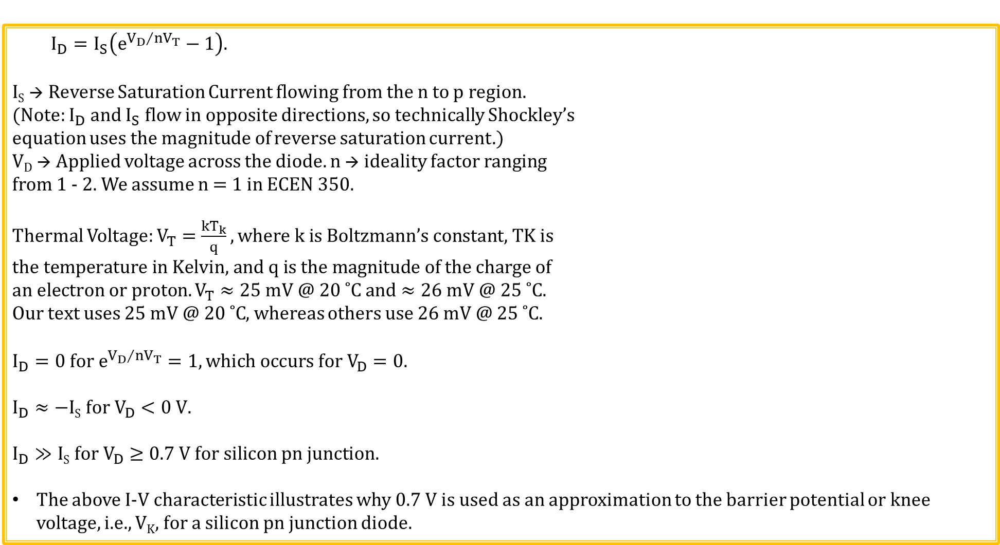 I_D = I_S(e^{V_D/nV_T} − 1).
I_S → Reverse Saturation Current flowing from the n to p region.
(Note: I_D and I_S flow in opposite directions, so technically Shockley’s
equation uses the magnitude of reverse saturation current.)
V_D → Applied voltage across the diode. n → ideality factor ranging
from 1 - 2. We assume n = 1 in ECEN 350.
Thermal Voltage: V_T = \frac{kT_k}{q}, where k is Boltzmann’s constant, TK is
the temperature in Kelvin, and q is the magnitude of the charge of
an electron or proton. V_T ≈ 25 mV @ 20 ˚C and ≈ 26 mV @ 25 ˚C.
Our text uses 25 mV @ 20 ˚C, whereas others use 26 mV @ 25 ˚C.
I_D = 0 for e^{V_D/nV_T} = 1, which occurs for V_D = 0.
I_D ≈ −I_S for V_D < 0 V.
I_D ≫ I_S for V_D ≥ 0.7 V for silicon pn junction.
• The above I-V characteristic illustrates why 0.7 V is used as an approximation to the barrier potential or knee
voltage, i.e., V_K, for a silicon pn junction diode.